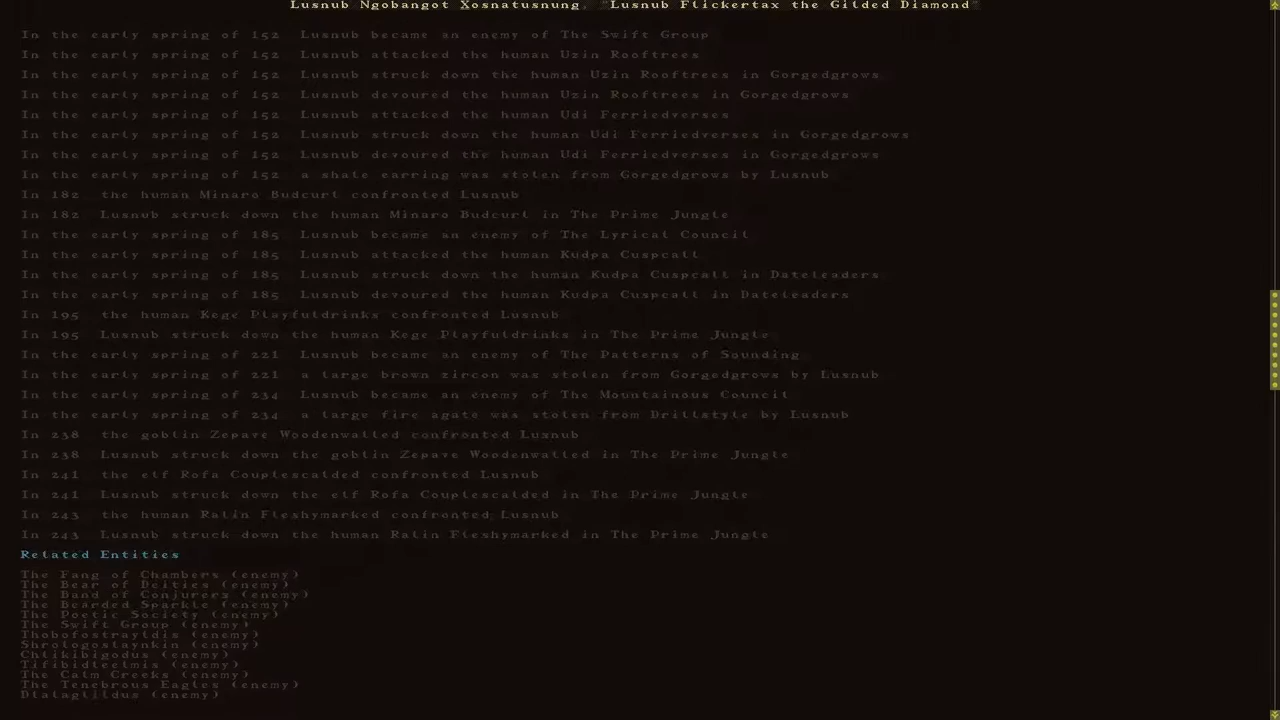 Lusnub Ngobangot Xosnatusnung, "Lusnub Flickertax the Gilded Diamond"
In the early spring of 152 Lusnub became an enemy of The Swift Group
In the early spring of 152 Lusnub attacked the human Uzin Rooftrees
In the early spring of 152 Lusnub struck down the human Uzin Rooftrees in Gorgedgrows
In the early spring of 152 Lusnub devoured the human Uzin Rooftrees in Gorgedgrows
In the early spring of 152 Lusnub attacked the human Udi Ferriedverses
In the early spring of 152 Lusnub struck down the human Udi Ferriedverses in Gorgedgrows
In the early spring of 152 Lusnub devoured the human Udi Ferriedverses in Gorgedgrows
In the early spring of 152 a shale earring was stolen from Gorgedgrows by Lusnub
In 182 the human Minaro Budcurl confronted Lusnub
In 182 Lusnub struck down the human Minaro Budcurl in The Prime Jungle
In the early spring of 185 Lusnub became an enemy of The Lyrical Council
In the early spring of 185 Lusnub attacked the human Kudpa Cuspcall
In the early spring of 185 Lusnub struck down the human Kudpa Cuspcall in Dateleaders
In the early spring of 185 Lusnub devoured the human Kudpa Cuspcall in Dateleaders
In 195 the human Kege Playfuldrinks confronted Lusnub
In 195 Lusnub struck down the human Kege Playfuldrinks in The Prime Jungle
In the early spring of 221 Lusnub became an enemy of The Patterns of Sounding
In the early spring of 221 a large brown zircon was stolen from Gorgedgrows by Lusnub
In the early spring of 234 Lusnub became an enemy of The Mountainous Council
In the early spring of 234 a large fire agate was stolen from Drillstyle by Lusnub
In 238 the goblin Zepave Woodenwalled confronted Lusnub
In 238 Lusnub struck down the goblin Zepave Woodenwalled in The Prime Jungle
In 241 the elf Rofa Couplescalded confronted Lusnub
In 241 Lusnub struck down the elf Rofa Couplescalded in The Prime Jungle
In 243 the human Ralin Fleshymarked confronted Lusnub
In 243 Lusnub struck down the human Ralin Fleshymarked in The Prime Jungle
Related Entities
The Fang of Chambers (enemy)
The Bear of Deities (enemy)
The Band of Conjurers (enemy)
The Bearded Sparkle (enemy)
The Poetic Society (enemy)
The Swift Group (enemy)
Thobofostrayldis (enemy)
Shrologostaynkin (enemy)
Chlikibigodus (enemy)
Tifibidleelmis (enemy)
The Calm Creeks (enemy)
The Tenebrous Eagles (enemy)
Dlalaglildus (enemy)